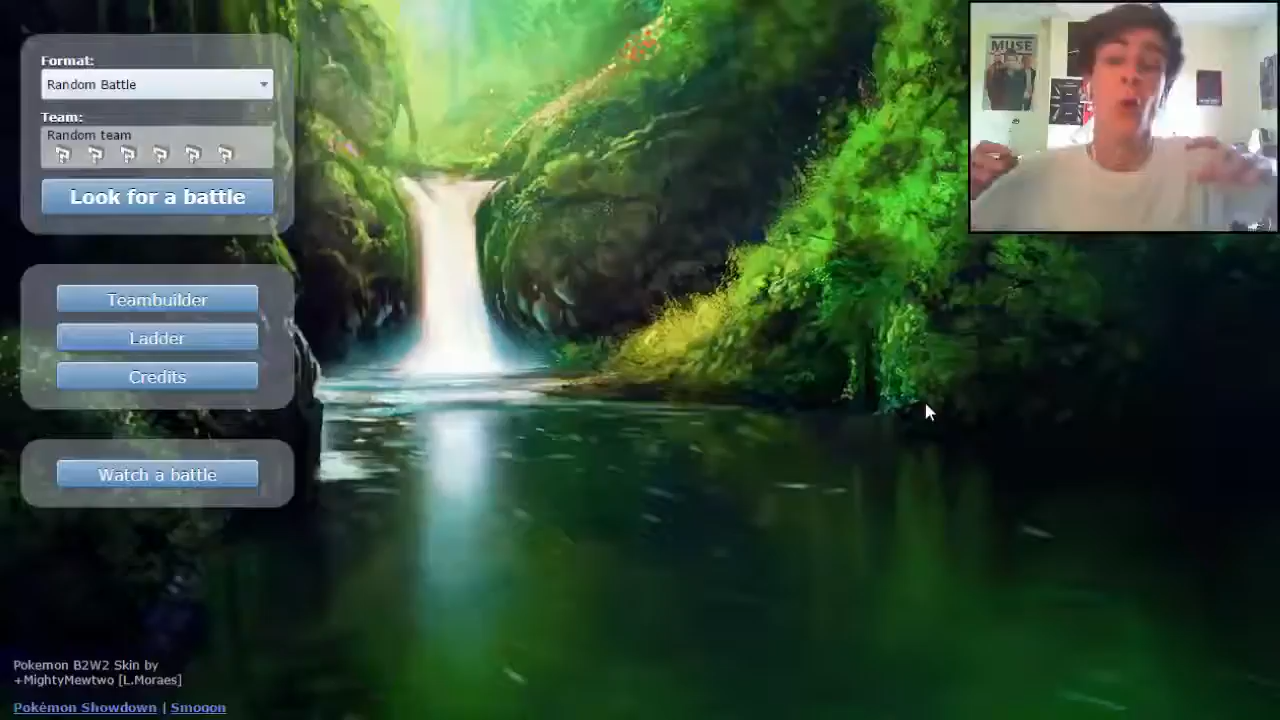 Format:
Random Battle
Team:
Random team
Look for a battle
Teambuilder
Ladder
Credits
Watch a battle
Pokemon B2W2 Skin by
+MightyMewtwo [L.Moraes]
Pokémon Showdown | Smogon
MUSE